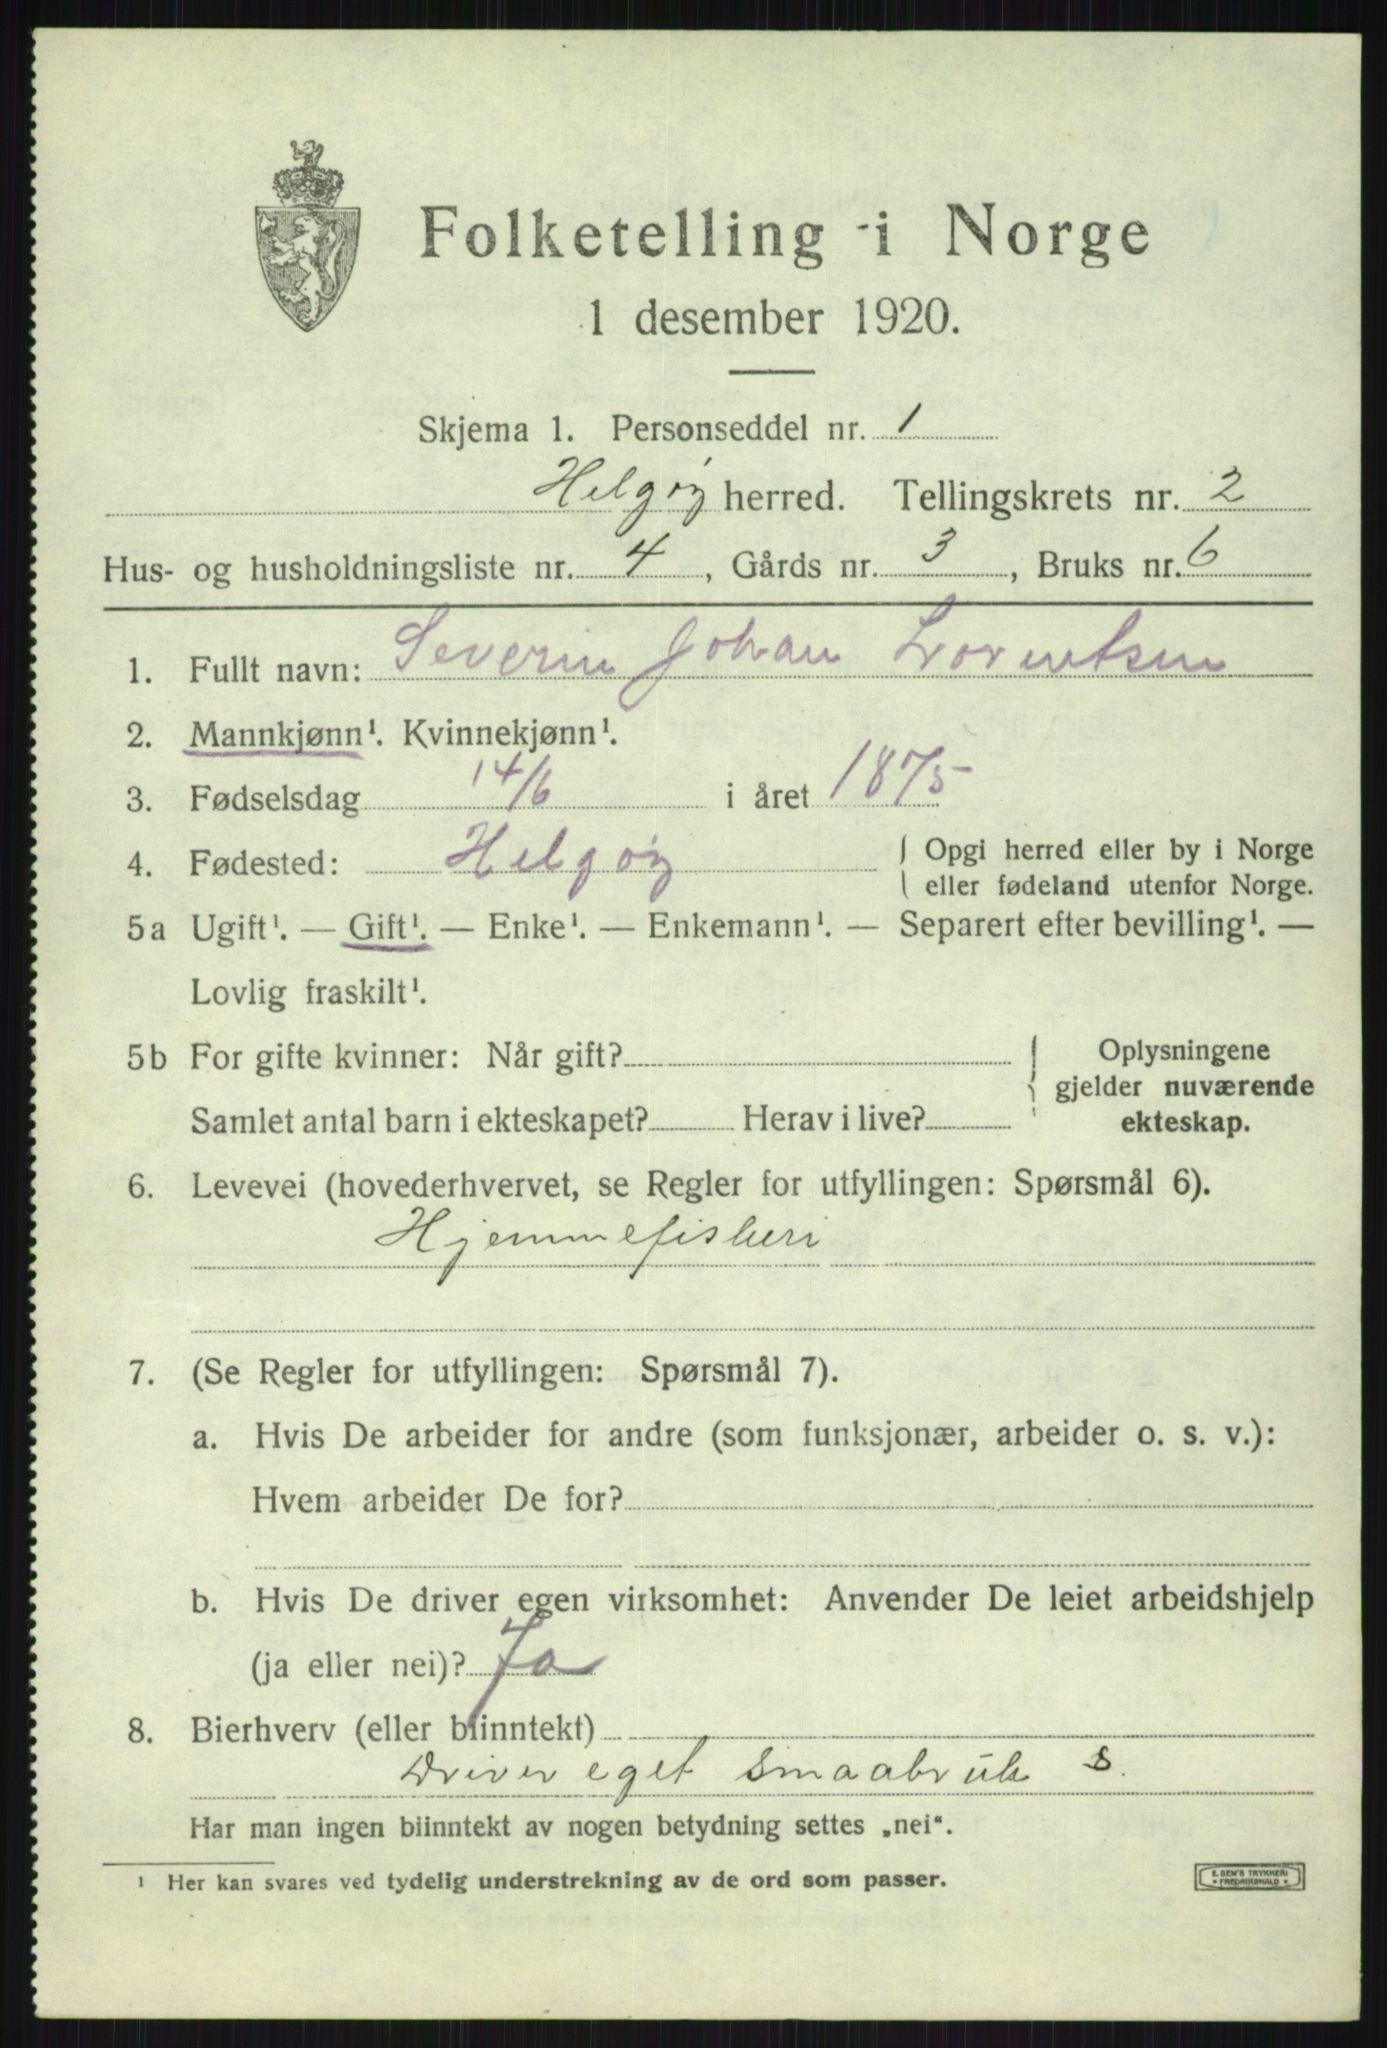 Folketelling i Norge
1 desember 1920.
Skjema 1. Personseddel nr. 1
Helgøy herred. Tellingskrets nr. 2
Hus- og husholdningsliste nr. 4, Gårds nr. 3, Bruks nr. 6
1. Fullt navn: Severin Johan Lorentsen
2. Mannkjønn¹. Kvinnekjønn¹.
3. Fødselsdag 14/6 i året 1875
4. Fødested: Helgøy { Opgi herred eller by i Norge
eller fødeland utenfor Norge.
5a Ugift¹. — Gift¹. — Enke¹. — Enkemann¹. — Separert efter bevilling¹. —
Lovlig fraskilt¹.
5b For gifte kvinner: Når gift?
Samlet antal barn i ekteskapet? Herav i live?
{ Oplysningene
gjelder nuværende
ekteskap.
6. Levevei (hovederhvervet, se Regler for utfyllingen: Spørsmål 6).
Hjemmefiskeri
7. (Se Regler for utfyllingen: Spørsmål 7).
a. Hvis De arbeider for andre (som funksjonær, arbeider o. s. v.):
Hvem arbeider De for?
b. Hvis De driver egen virksomhet: Anvender De leiet arbeidshjelp
(ja eller nei)? Ja
8. Bierhverv (eller biinntekt)
Driver eget smaabruk s.
Har man ingen biinntekt av nogen betydning settes „nei“.
¹ Her kan svares ved tydelig understrekning av de ord som passer.
E. SEM'S TRYKKERI
* FREDRIKSHALD *